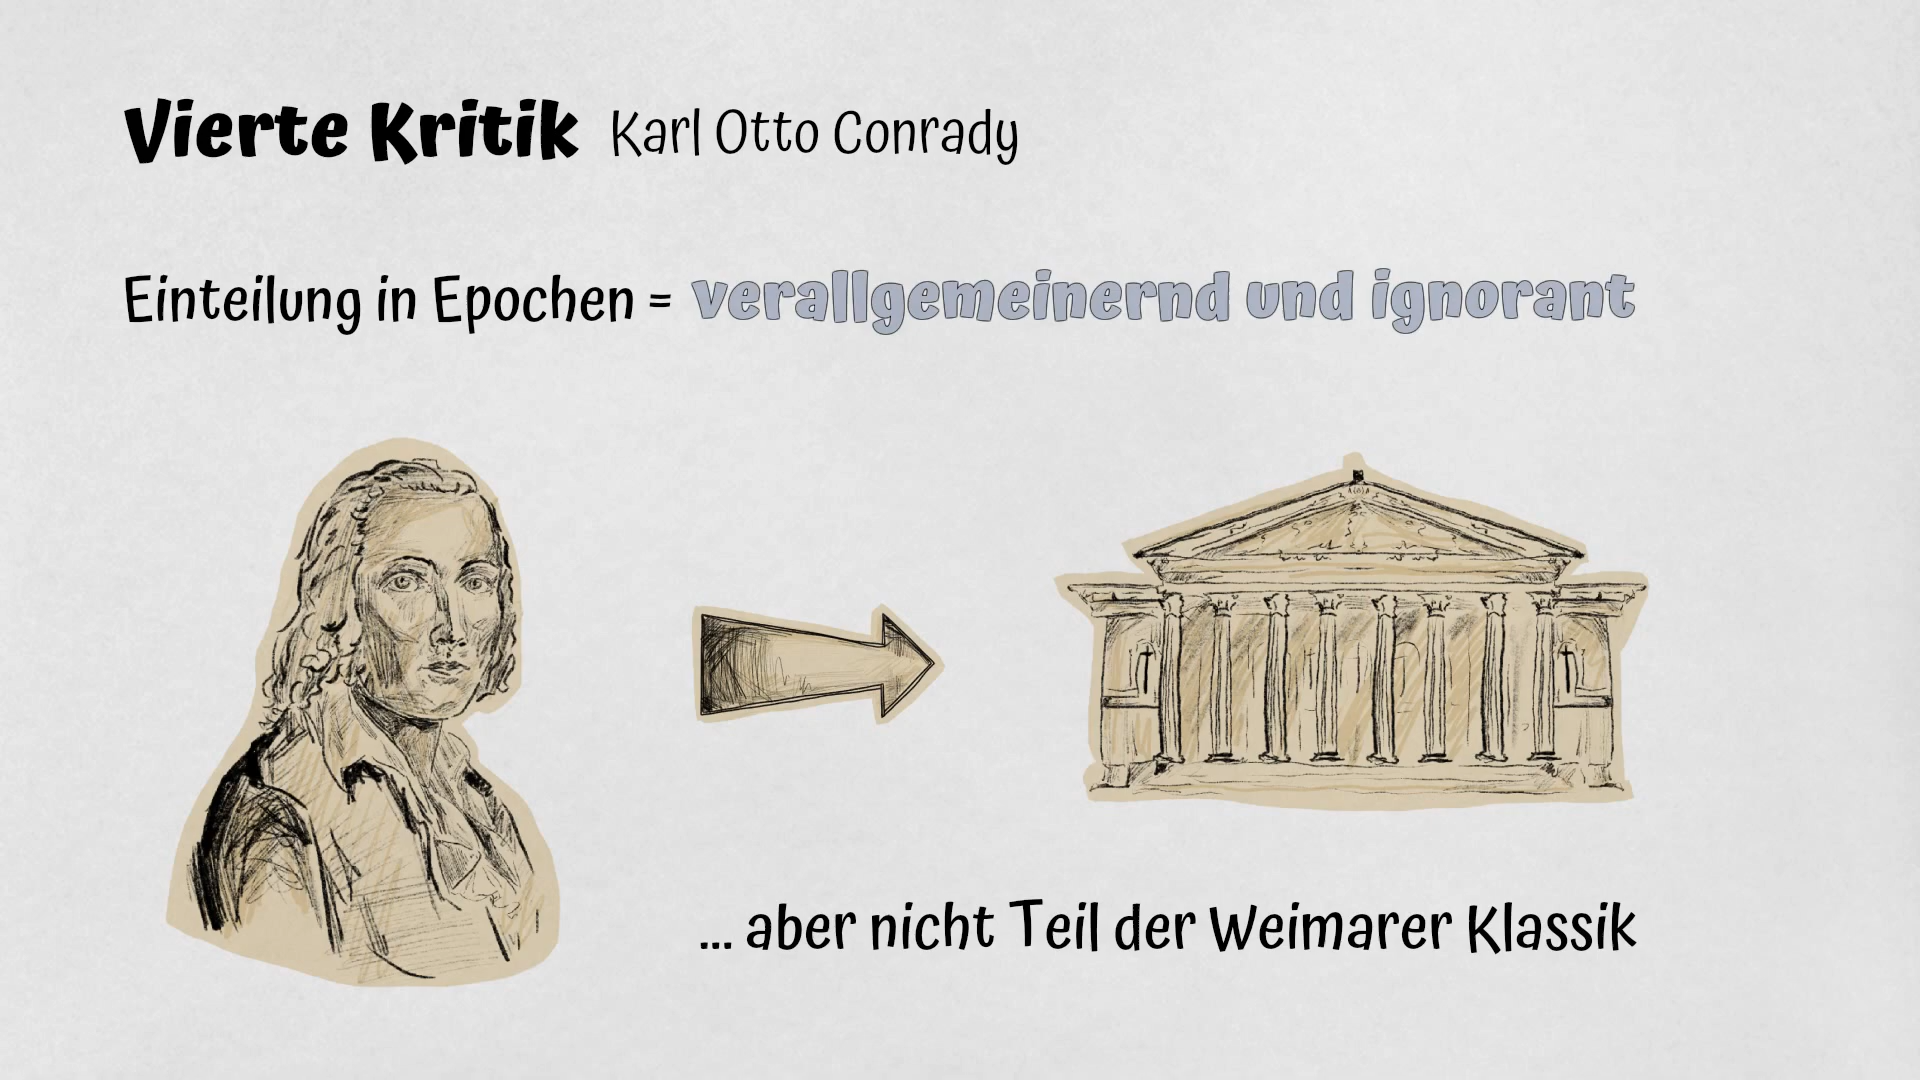 Vierte Kritik Karl Otto Conrady
Einteilung in Epochen = verallgemeinernd und ignorant
... aber nicht Teil der Weimarer Klassik